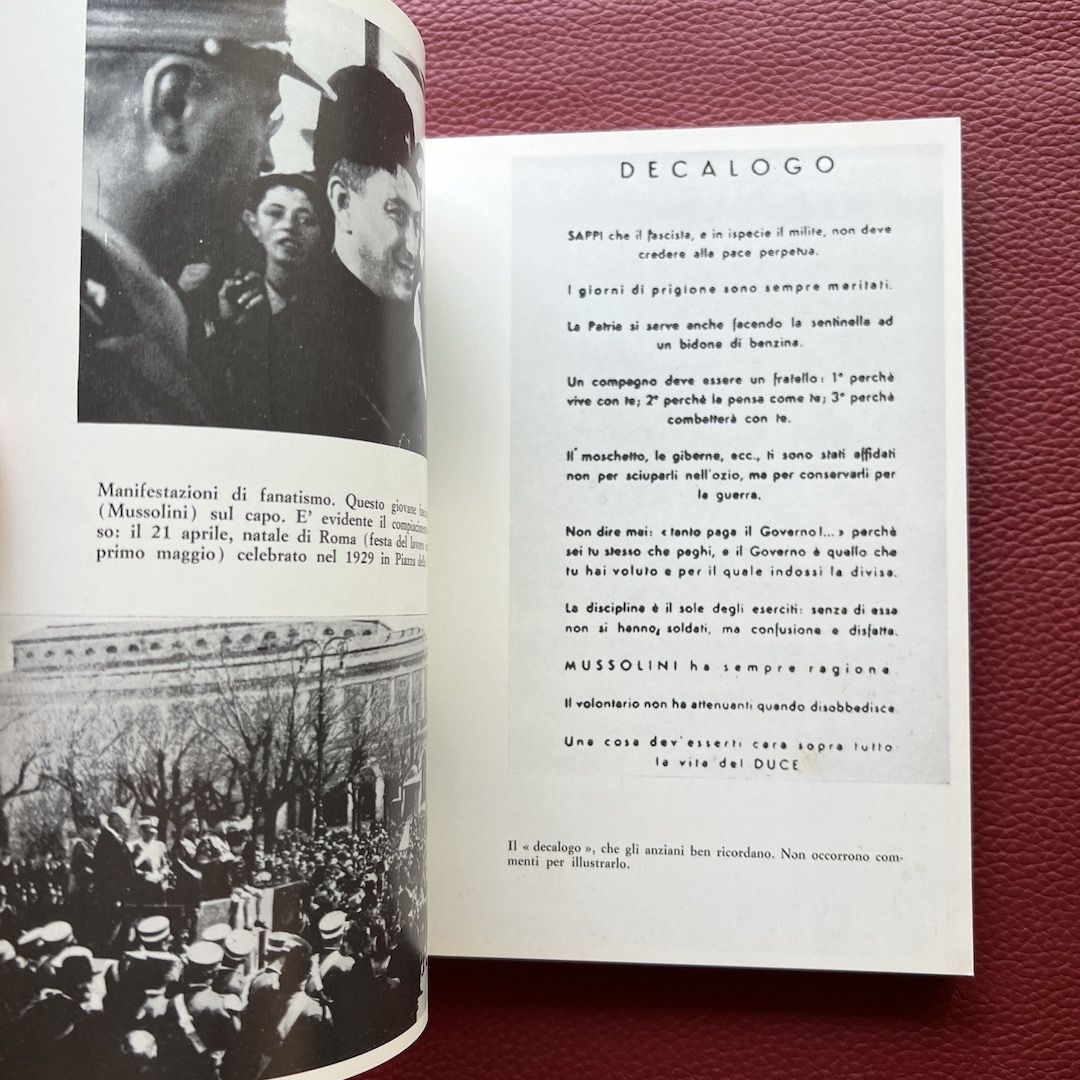 Manifestazioni di fanatismo. Questo giovane
(Mussolini) sul capo. E' evidente il
so: il 21 aprile, natale di Roma (festa del lavoro
primo maggio) celebrato nel 1929 in Piazza
DECALOGO
SAPPI che il fascista, e in ispecie il milite, non deve
credere alla pace perpetua.
I giorni di prigione sono sempre meritati.
La Patria si serve anche facendo la sentinella ad
un bidone di benzina.
Un compagno deve essere un fratello: 1° perchè
vive con te; 2° perchè la pensa come te; 3° perchè
combatterà con te.
Il moschetto, le giberne, ecc., ti sono stati affidati
non per sciuparli nell'ozio, ma per conservarli per
la guerra.
Non dire mai: «tanto paga il Governo!...» perchè
sei tu stesso che paghi, e il Governo è quello che
tu hai voluto e per il quale indossi la divisa.
La disciplina è il sole degli eserciti: senza di essa
non si hanno, soldati, ma confusione e disfatta.
MUSSOLINI ha sempre ragione.
Il volontario non ha attenuanti quando disobbedisce.
Una cosa dev'esserti cara sopra tutto:
la vita del DUCE
Il « decalogo », che gli anziani ben ricordano. Non occorrono com-
menti per illustrarlo.